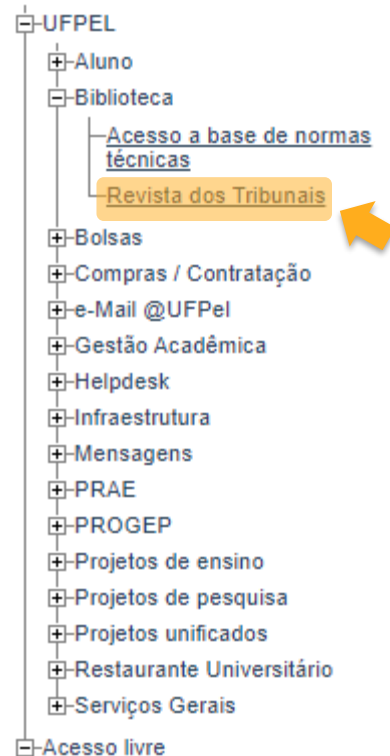 UFPEL
Aluno
Biblioteca
Acesso a base de normas
técnicas
Revista dos Tribunais
Bolsas
Compras / Contratação
e-Mail @UFPel
Gestão Acadêmica
Helpdesk
Infraestrutura
Mensagens
PRAE
PROGEP
Projetos de ensino
Projetos de pesquisa
Projetos unificados
Restaurante Universitário
Serviços Gerais
Acesso livre